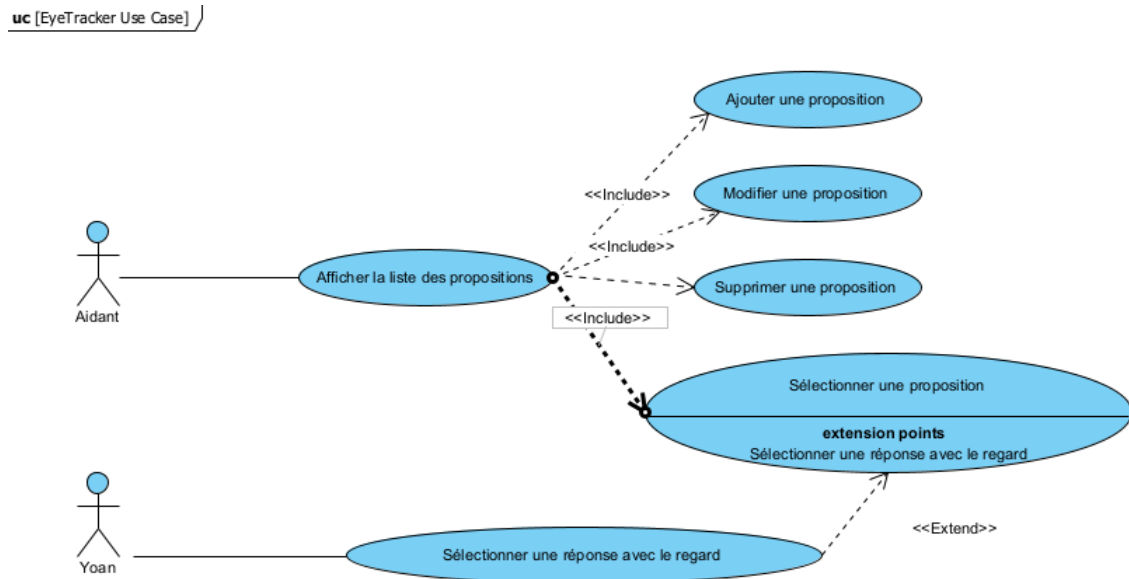 uc [EyeTracker Use Case]
Ajouter une proposition
<<Include>>
Modifier une proposition
<<Include>>
Afficher la liste des propositions
Supprimer une proposition
Aidant
<<Include>>
Sélectionner une proposition
extension points
Sélectionner une réponse avec le regard
<<Extend>>
Sélectionner une réponse avec le regard
Yoan